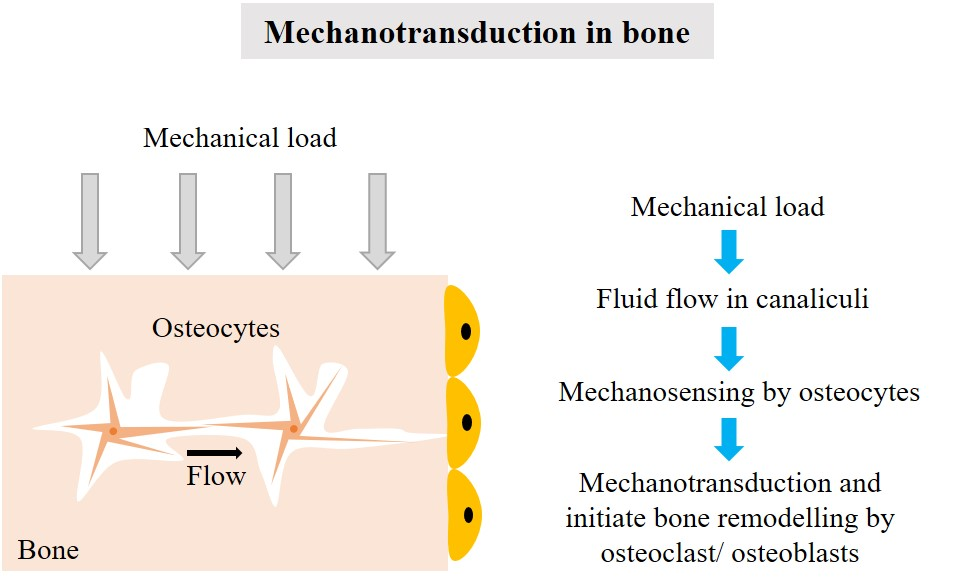 Mechanotransduction in bone
Mechanical load
Osteocytes
Flow
Bone
Mechanical load
Fluid flow in canaliculi
Mechanosensing by osteocytes
Mechanotransduction and
initiate bone remodelling by
osteoclast/ osteoblasts